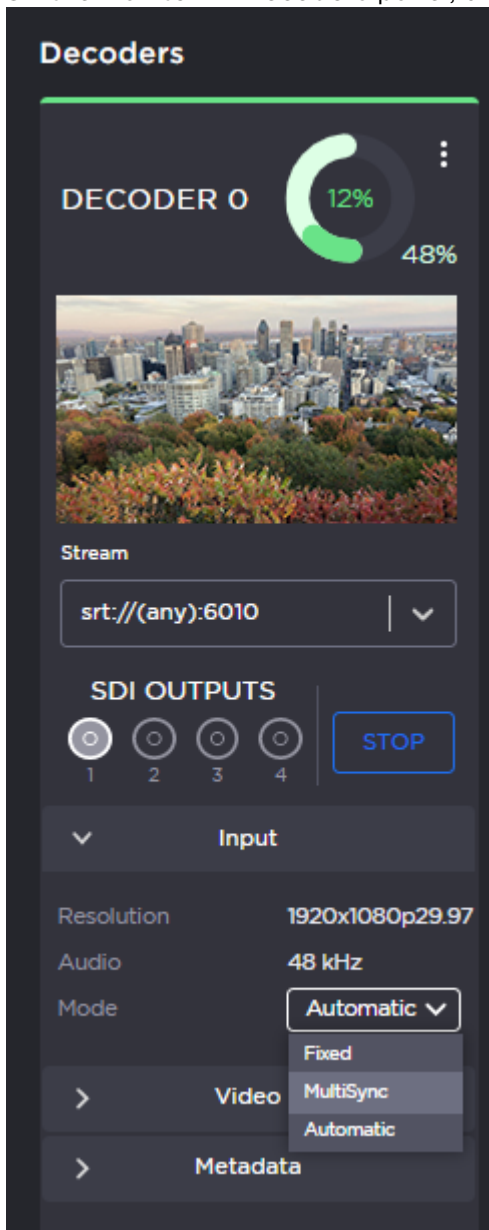 Decoders
DECODER 0
12%
48%
Stream
srt://(any):6010
SDI OUTPUTS
1 2 3 4
STOP
Input
Resolution 1920x1080p29.97
Audio 48 kHz
Mode Automatic
Fixed
MultiSync
Automatic
Video
Metadata